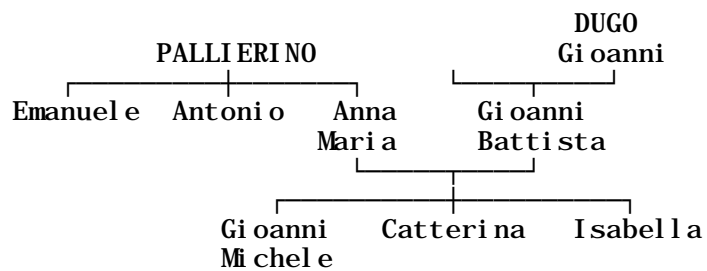 DUGO
PALLIERINO Gioanni
Emanuele Antonio Anna Gioanni
Maria Battista
Gioanni Catterina Isabella
Michele